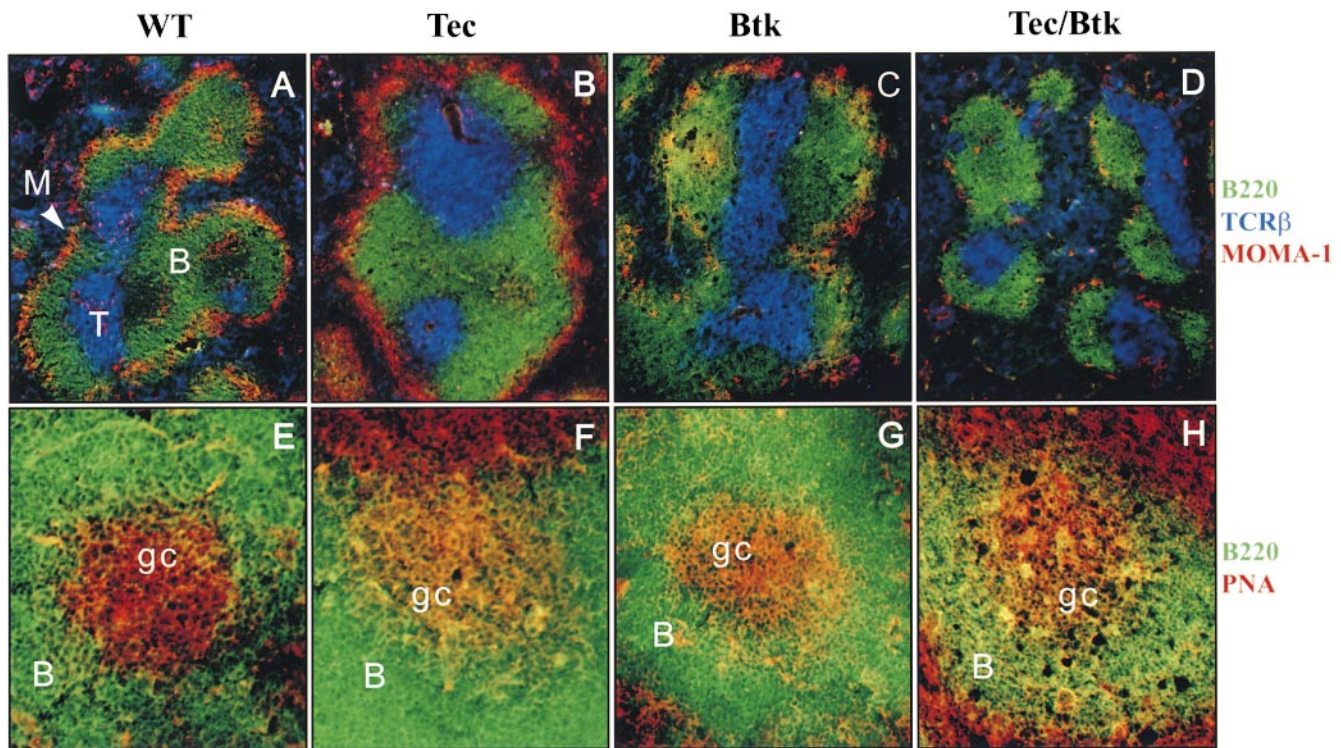 WT Tec Btk Tec/Btk
A B C D
M
B
T
B220
TCRβ
MOMA-1
E F G H
gc gc gc gc
B B B B
B220
PNA